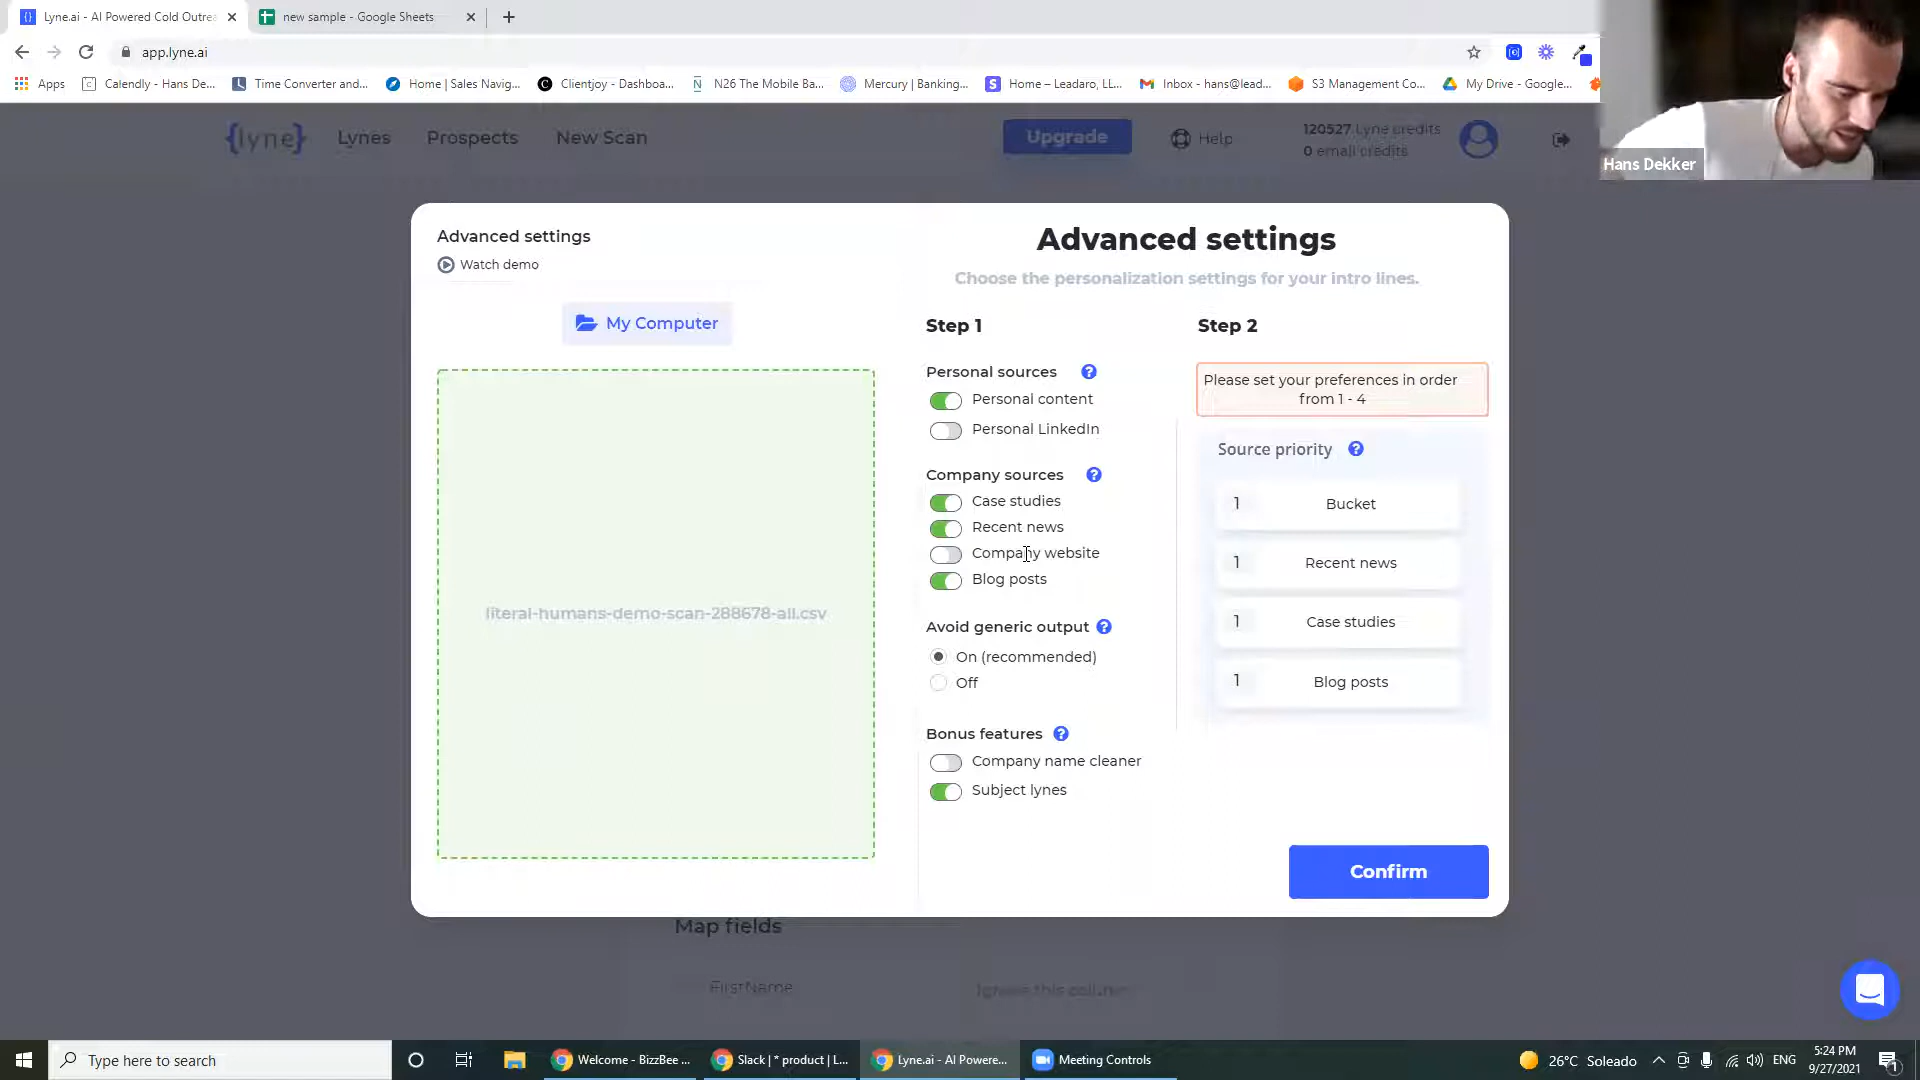 Lyne.ai - AI Powered Cold Outrea
new sample - Google Sheets
app.lyne.ai
Apps
Calendly - Hans De...
Time Converter and...
Home | Sales Navig...
Clientjoy - Dashboa...
N26 The Mobile Ba...
Mercury | Banking...
Home – Leadaro, LL...
Inbox - hans@lead...
S3 Management Co...
My Drive - Google...
Hans Dekker
{lyne}
Lynes
Prospects
New Scan
Upgrade
Help
120527 Lyne credits
0 email credits
Advanced settings
Watch demo
My Computer
literal-humans-demo-scan-288678-all.csv
Advanced settings
Choose the personalization settings for your intro lines.
Step 1
Personal sources ?
Personal content
Personal LinkedIn
Company sources ?
Case studies
Recent news
Company website
Blog posts
Avoid generic output ?
On (recommended)
Off
Bonus features ?
Company name cleaner
Subject lynes
Step 2
Please set your preferences in order
from 1 - 4
Source priority ?
1 Bucket
1 Recent news
1 Case studies
1 Blog posts
Confirm
Map fields
FirstName
Ignore this column
Type here to search
Welcome - BizzBee ...
Slack | * product | L...
Lyne.ai - AI Powere...
Meeting Controls
26°C Soleado
ENG
5:24 PM
9/27/2021
1